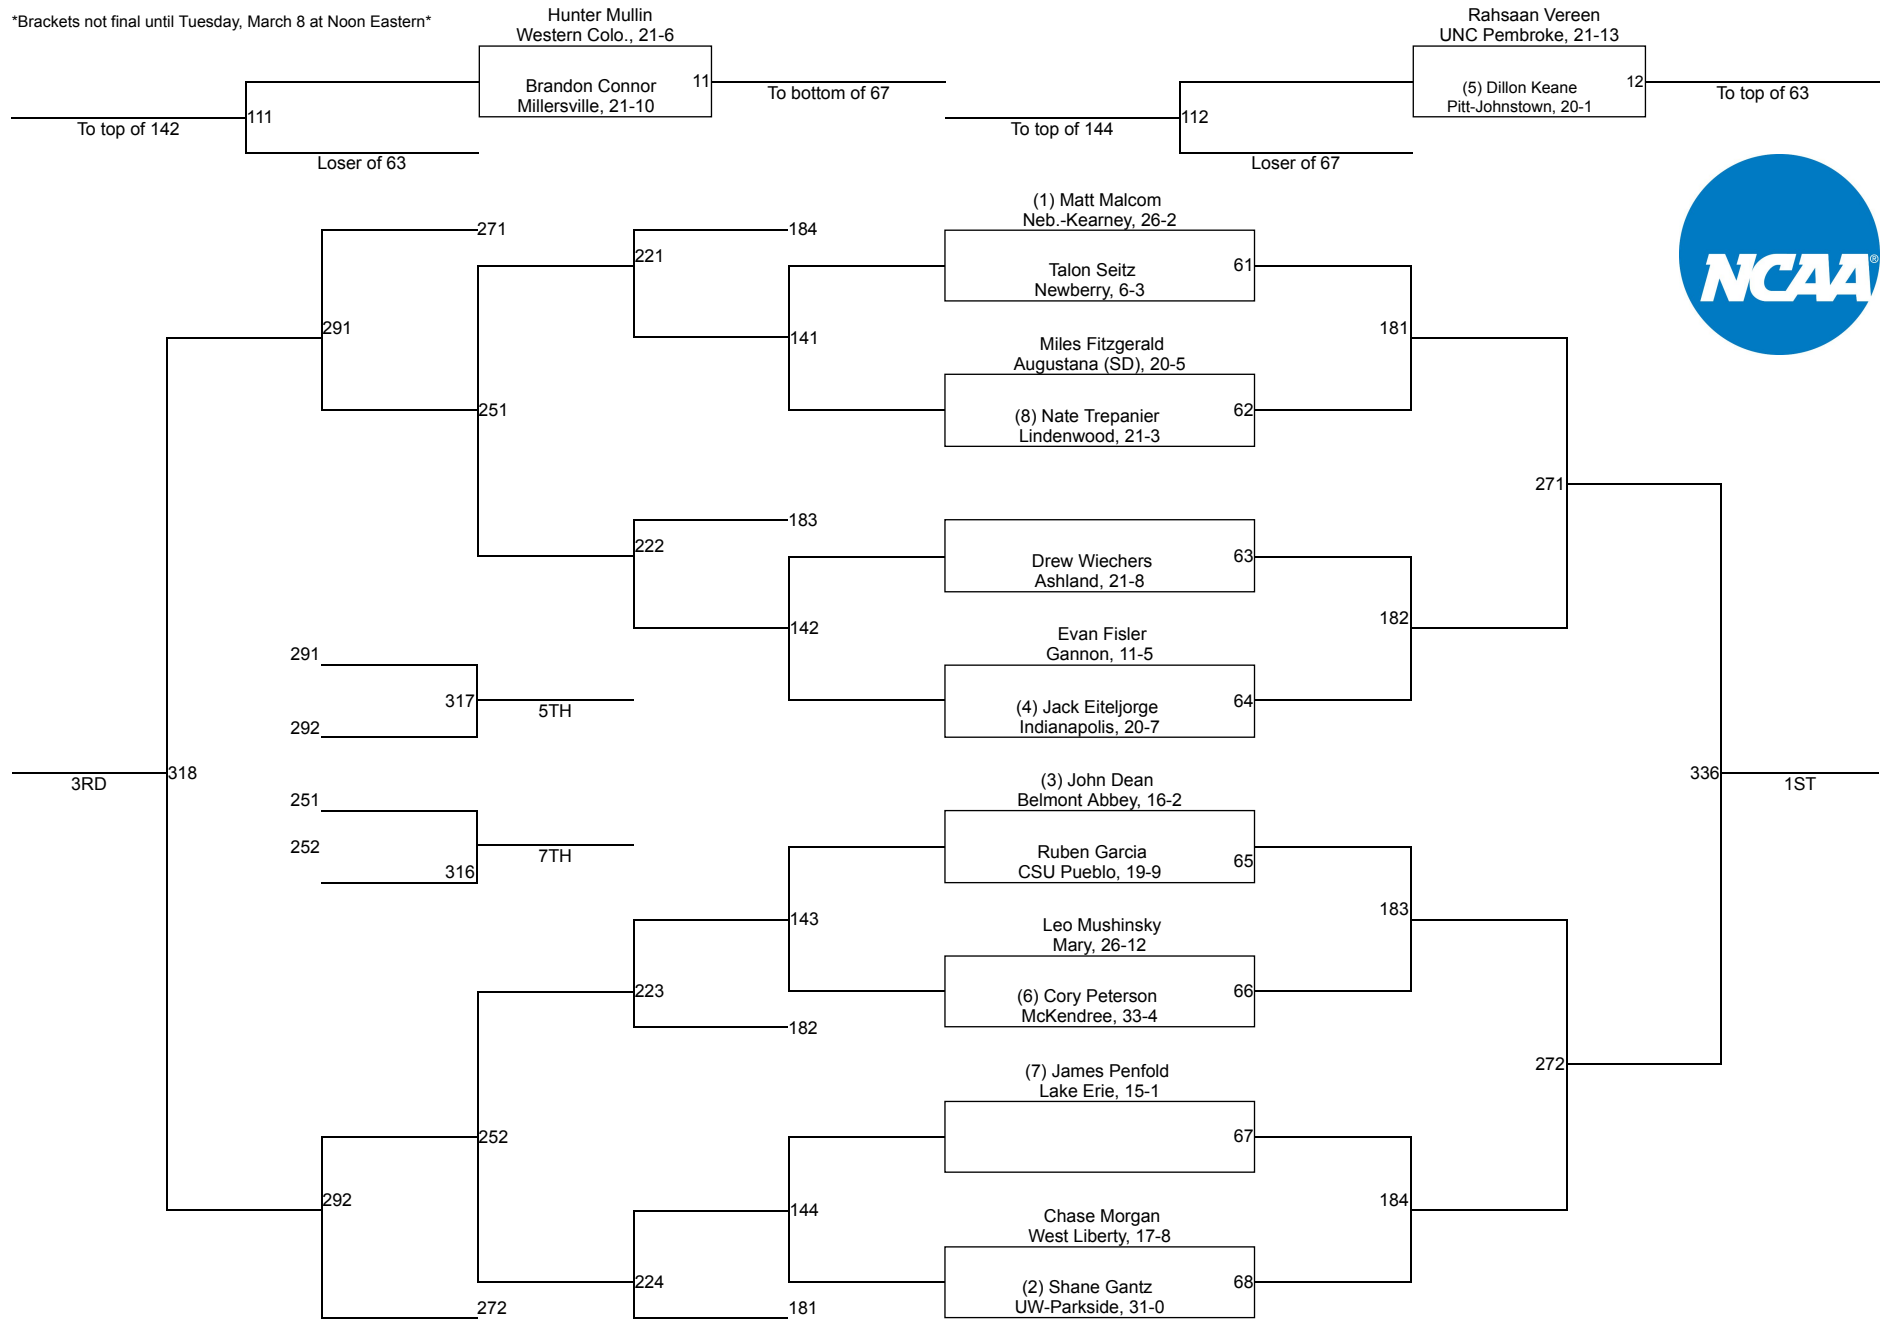 *Brackets not final until Tuesday, March 8 at Noon Eastern*
Hunter Mullin
Western Colo., 21-6
Brandon Connor
Millersville, 21-10
11
To bottom of 67
111
To top of 142
Loser of 63
Rahsaan Vereen
UNC Pembroke, 21-13
(5) Dillon Keane
Pitt-Johnstown, 20-1
12
To top of 63
112
To top of 144
Loser of 67
NCAA®
(1) Matt Malcom
Neb.-Kearney, 26-2
271
184
221
Talon Seitz
Newberry, 6-3
61
291
141
181
Miles Fitzgerald
Augustana (SD), 20-5
251
(8) Nate Trepanier
Lindenwood, 21-3
62
271
183
222
Drew Wiechers
Ashland, 21-8
63
142
182
Evan Fisler
Gannon, 11-5
291
317
5TH
292
(4) Jack Eiteljorge
Indianapolis, 20-7
64
318
3RD
336
1ST
(3) John Dean
Belmont Abbey, 16-2
251
252
7TH
316
Ruben Garcia
CSU Pueblo, 19-9
65
143
183
Leo Mushinsky
Mary, 26-12
223
(6) Cory Peterson
McKendree, 33-4
66
182
272
(7) James Penfold
Lake Erie, 15-1
252
67
292
144
184
Chase Morgan
West Liberty, 17-8
224
(2) Shane Gantz
UW-Parkside, 31-0
68
272
181